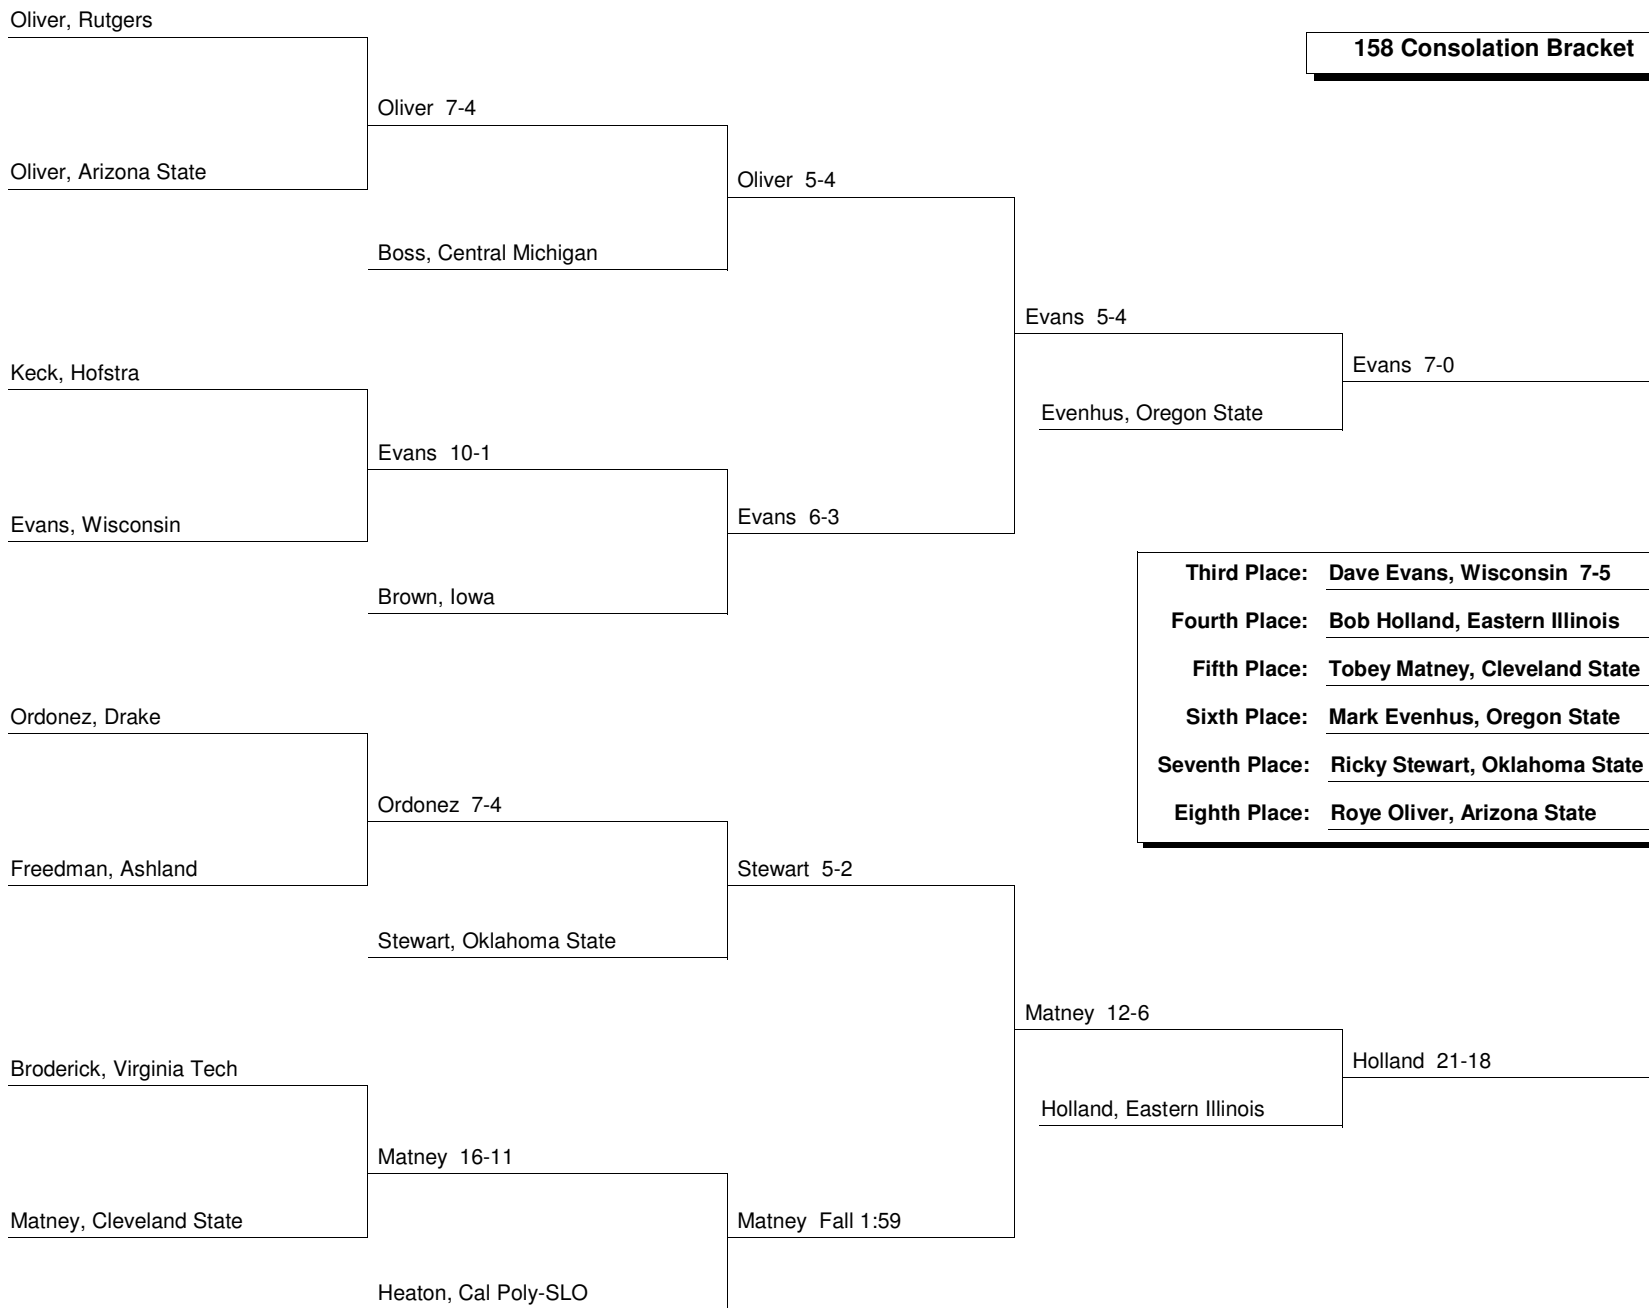 Oliver, Rutgers
158 Consolation Bracket
Oliver 7-4
Oliver, Arizona State
Oliver 5-4
Boss, Central Michigan
Evans 5-4
Keck, Hofstra
Evans 7-0
Evenhus, Oregon State
Evans 10-1
Evans, Wisconsin
Evans 6-3
Brown, Iowa
Third Place: Dave Evans, Wisconsin 7-5
Fourth Place: Bob Holland, Eastern Illinois
Fifth Place: Tobey Matney, Cleveland State
Sixth Place: Mark Evenhus, Oregon State
Seventh Place: Ricky Stewart, Oklahoma State
Eighth Place: Roye Oliver, Arizona State
Ordonez, Drake
Ordonez 7-4
Freedman, Ashland
Stewart 5-2
Stewart, Oklahoma State
Matney 12-6
Broderick, Virginia Tech
Holland 21-18
Holland, Eastern Illinois
Matney 16-11
Matney, Cleveland State
Matney Fall 1:59
Heaton, Cal Poly-SLO